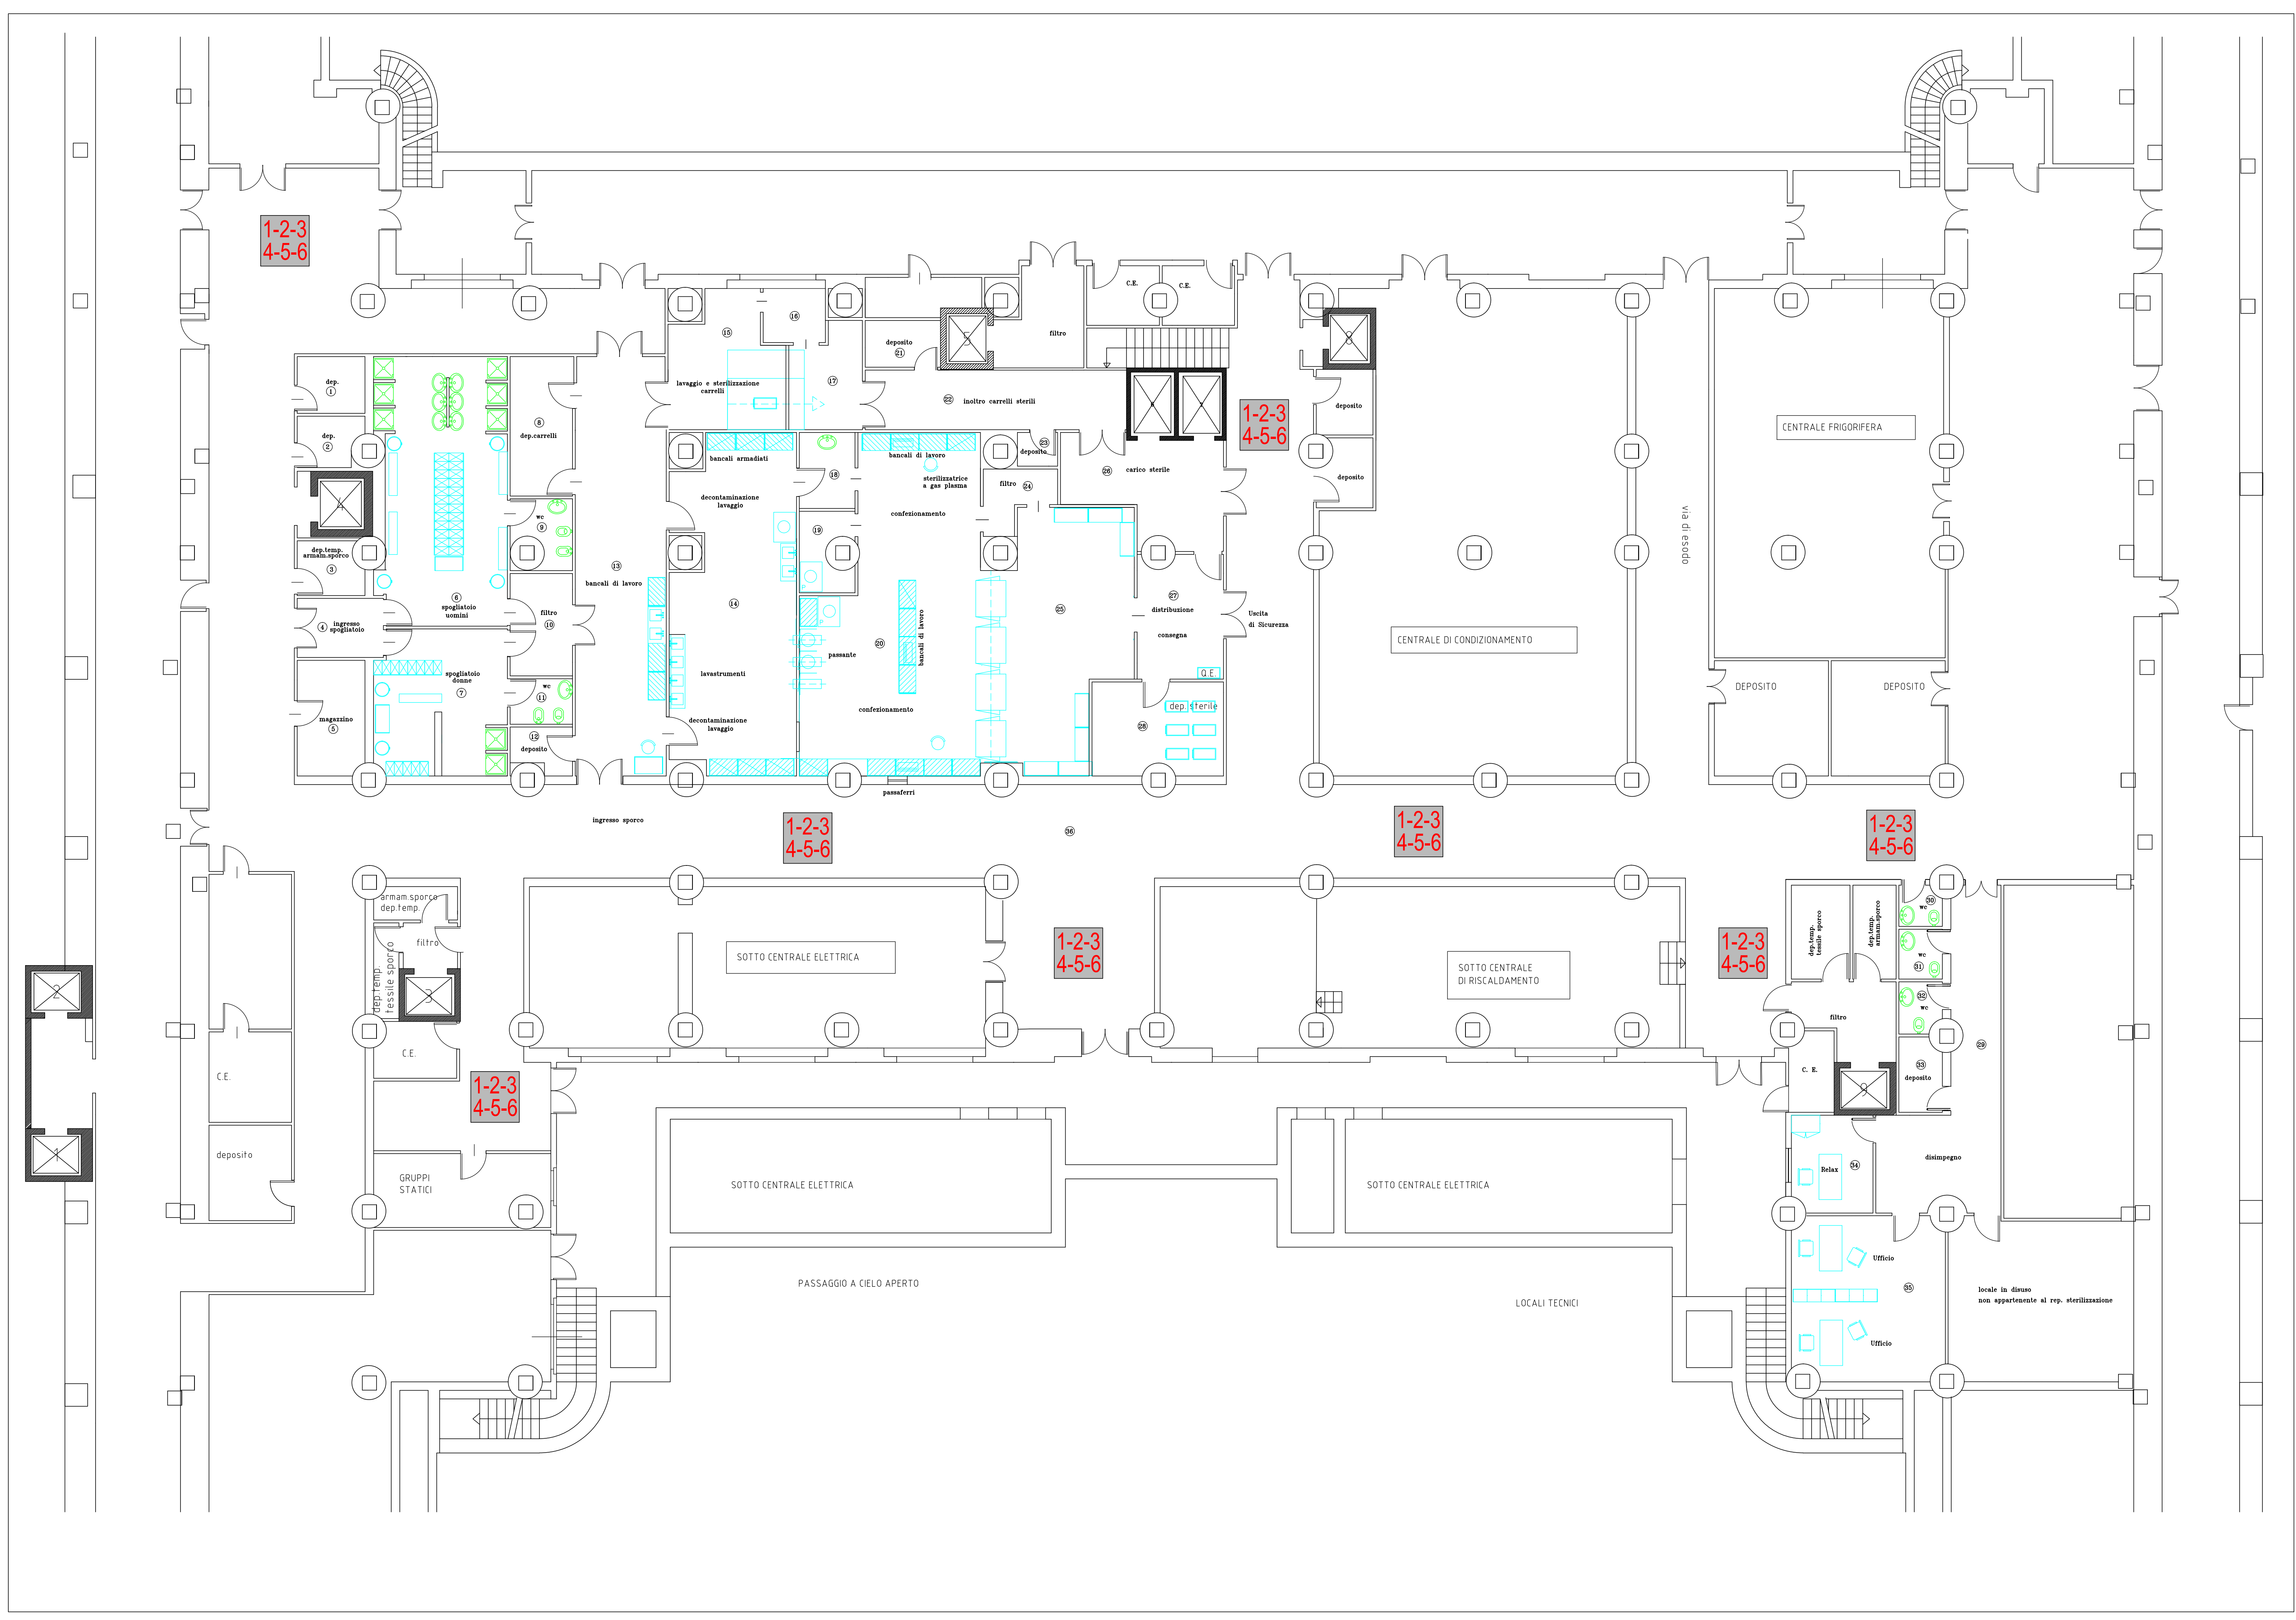 1-2-3
4-5-6
C.E.
C.E.
15
16
filtro
deposito
21
5
8
dep.
1
lavaggio e sterilizzazione
carrelli
17
22
inoltro carrelli sterili
6
1-2-3
4-5-6
deposito
CENTRALE FRIGORIFERA
8
dep.carrelli
dep.
2
23
deposito
bancali armadiati
bancali di lavoro
26
carico sterile
18
sterilizzatrice
a gas plasma
filtro
24
deposito
4
decontaminazione
lavaggio
confezionamento
wc
9
19
via di esodo
dep.temp.
armam.sporco
3
13
bancali di lavoro
6
spogliatoio
uomini
14
25
27
distribuzione
filtro
10
Uscita
di Sicurezza
4
ingresso
spogliatoio
20
bancali di lavoro
consegna
CENTRALE DI CONDIZIONAMENTO
passante
spogliatoio
donne
7
lavastrumenti
Q.E.
wc
11
DEPOSITO
DEPOSITO
dep. sterile
confezionamento
magazzino
5
decontaminazione
lavaggio
28
12
deposito
passaferri
ingresso sporco
1-2-3
4-5-6
36
1-2-3
4-5-6
1-2-3
4-5-6
armam.sporco
dep.temp.
filtro
dep.temp.
tessile sporco
3
SOTTO CENTRALE ELETTRICA
1-2-3
4-5-6
SOTTO CENTRALE
DI RISCALDAMENTO
1-2-3
4-5-6
dep.temp.
tessile sporco
dep.temp.
armam.sporco
30
wc
wc
31
32
wc
filtro
29
2
C.E.
C.E.
1-2-3
4-5-6
C. E.
9
33
deposito
1
deposito
GRUPPI
STATICI
SOTTO CENTRALE ELETTRICA
SOTTO CENTRALE ELETTRICA
Relax
34
disimpegno
PASSAGGIO A CIELO APERTO
LOCALI TECNICI
Ufficio
35
locale in disuso
non appartenente al rep. sterilizzazione
Ufficio